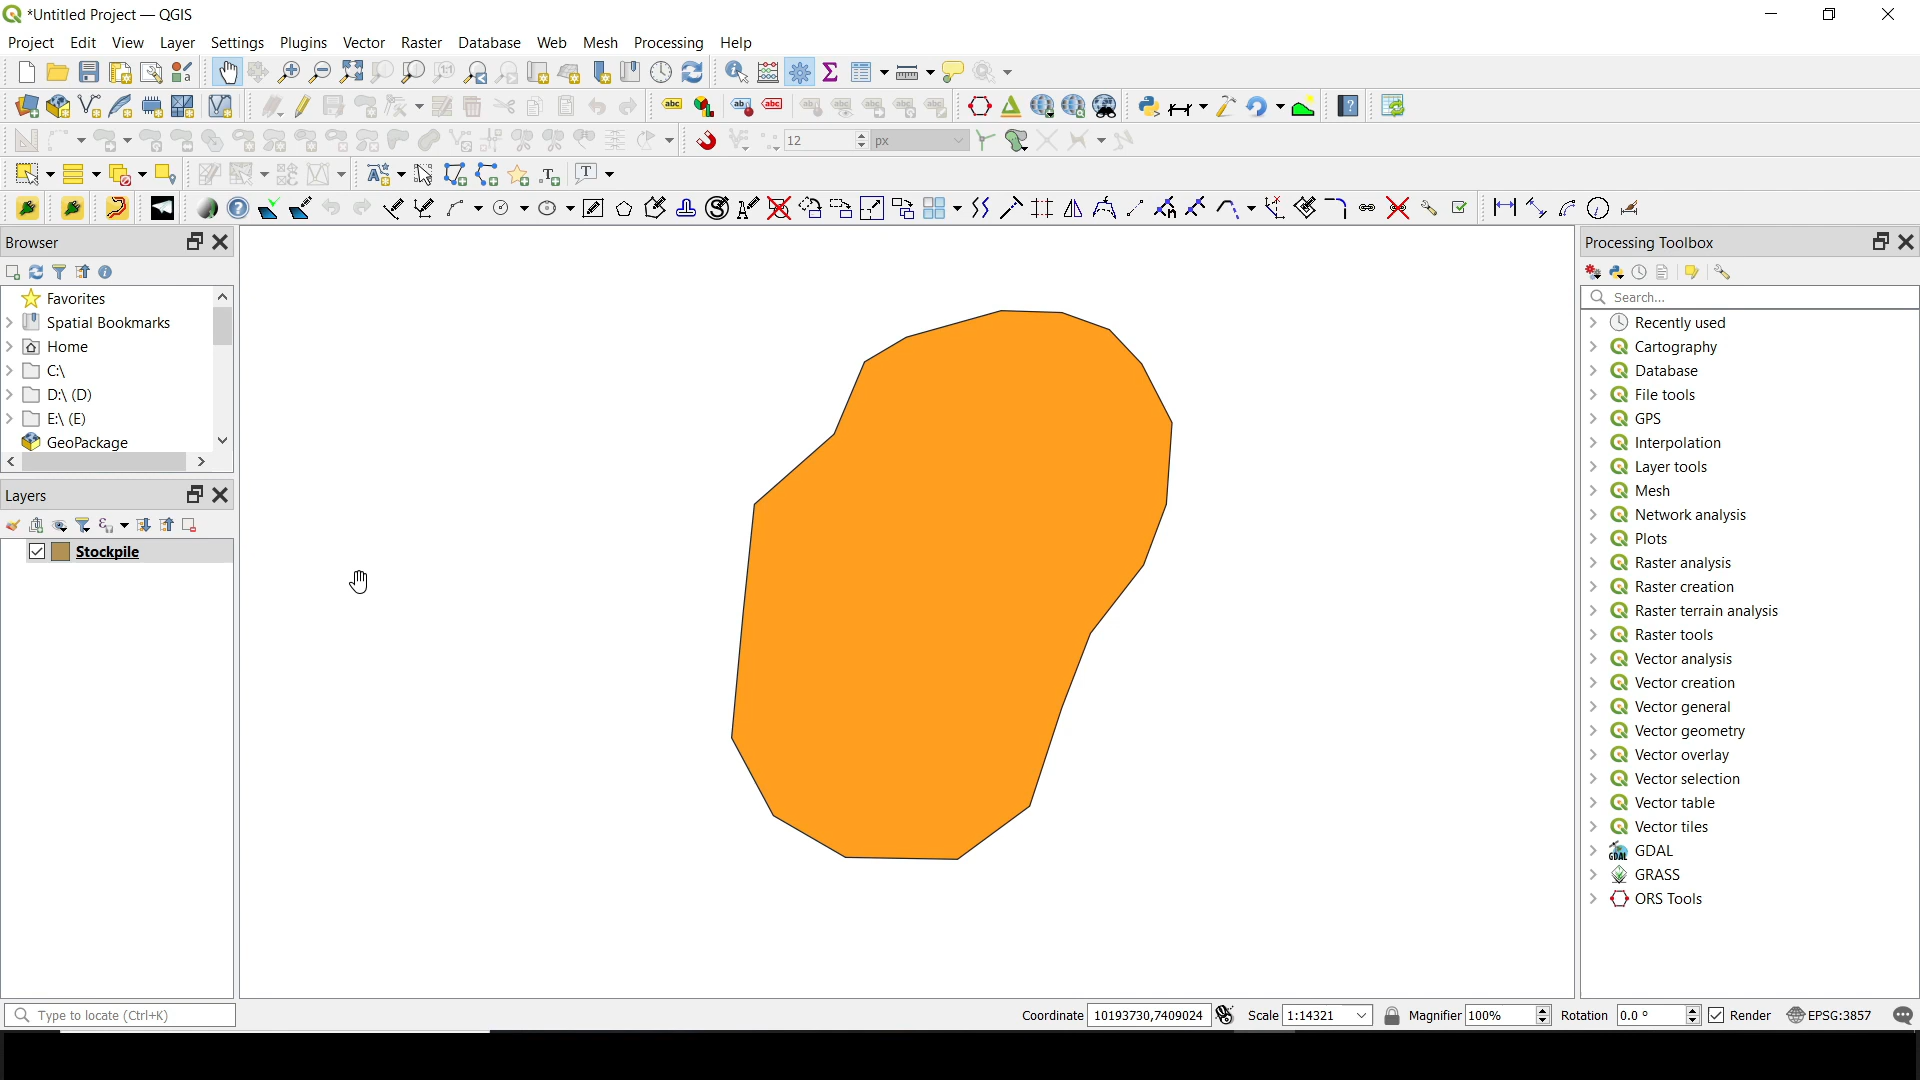 *Untitled Project — QGIS
Project Edit View Layer Settings Plugins Vector Raster Database Web Mesh Processing Help
12 px
Browser
Favorites
Spatial Bookmarks
Home
C:\
D:\ (D)
E:\ (E)
GeoPackage
Layers
Stockpile
Processing Toolbox
Search...
Recently used
Cartography
Database
File tools
GPS
Interpolation
Layer tools
Mesh
Network analysis
Plots
Raster analysis
Raster creation
Raster terrain analysis
Raster tools
Vector analysis
Vector creation
Vector general
Vector geometry
Vector overlay
Vector selection
Vector table
Vector tiles
GDAL
GRASS
ORS Tools
Type to locate (Ctrl+K) Coordinate 10193730,7409024 Scale 1:14321 Magnifier 100% Rotation 0.0 ° Render EPSG:3857